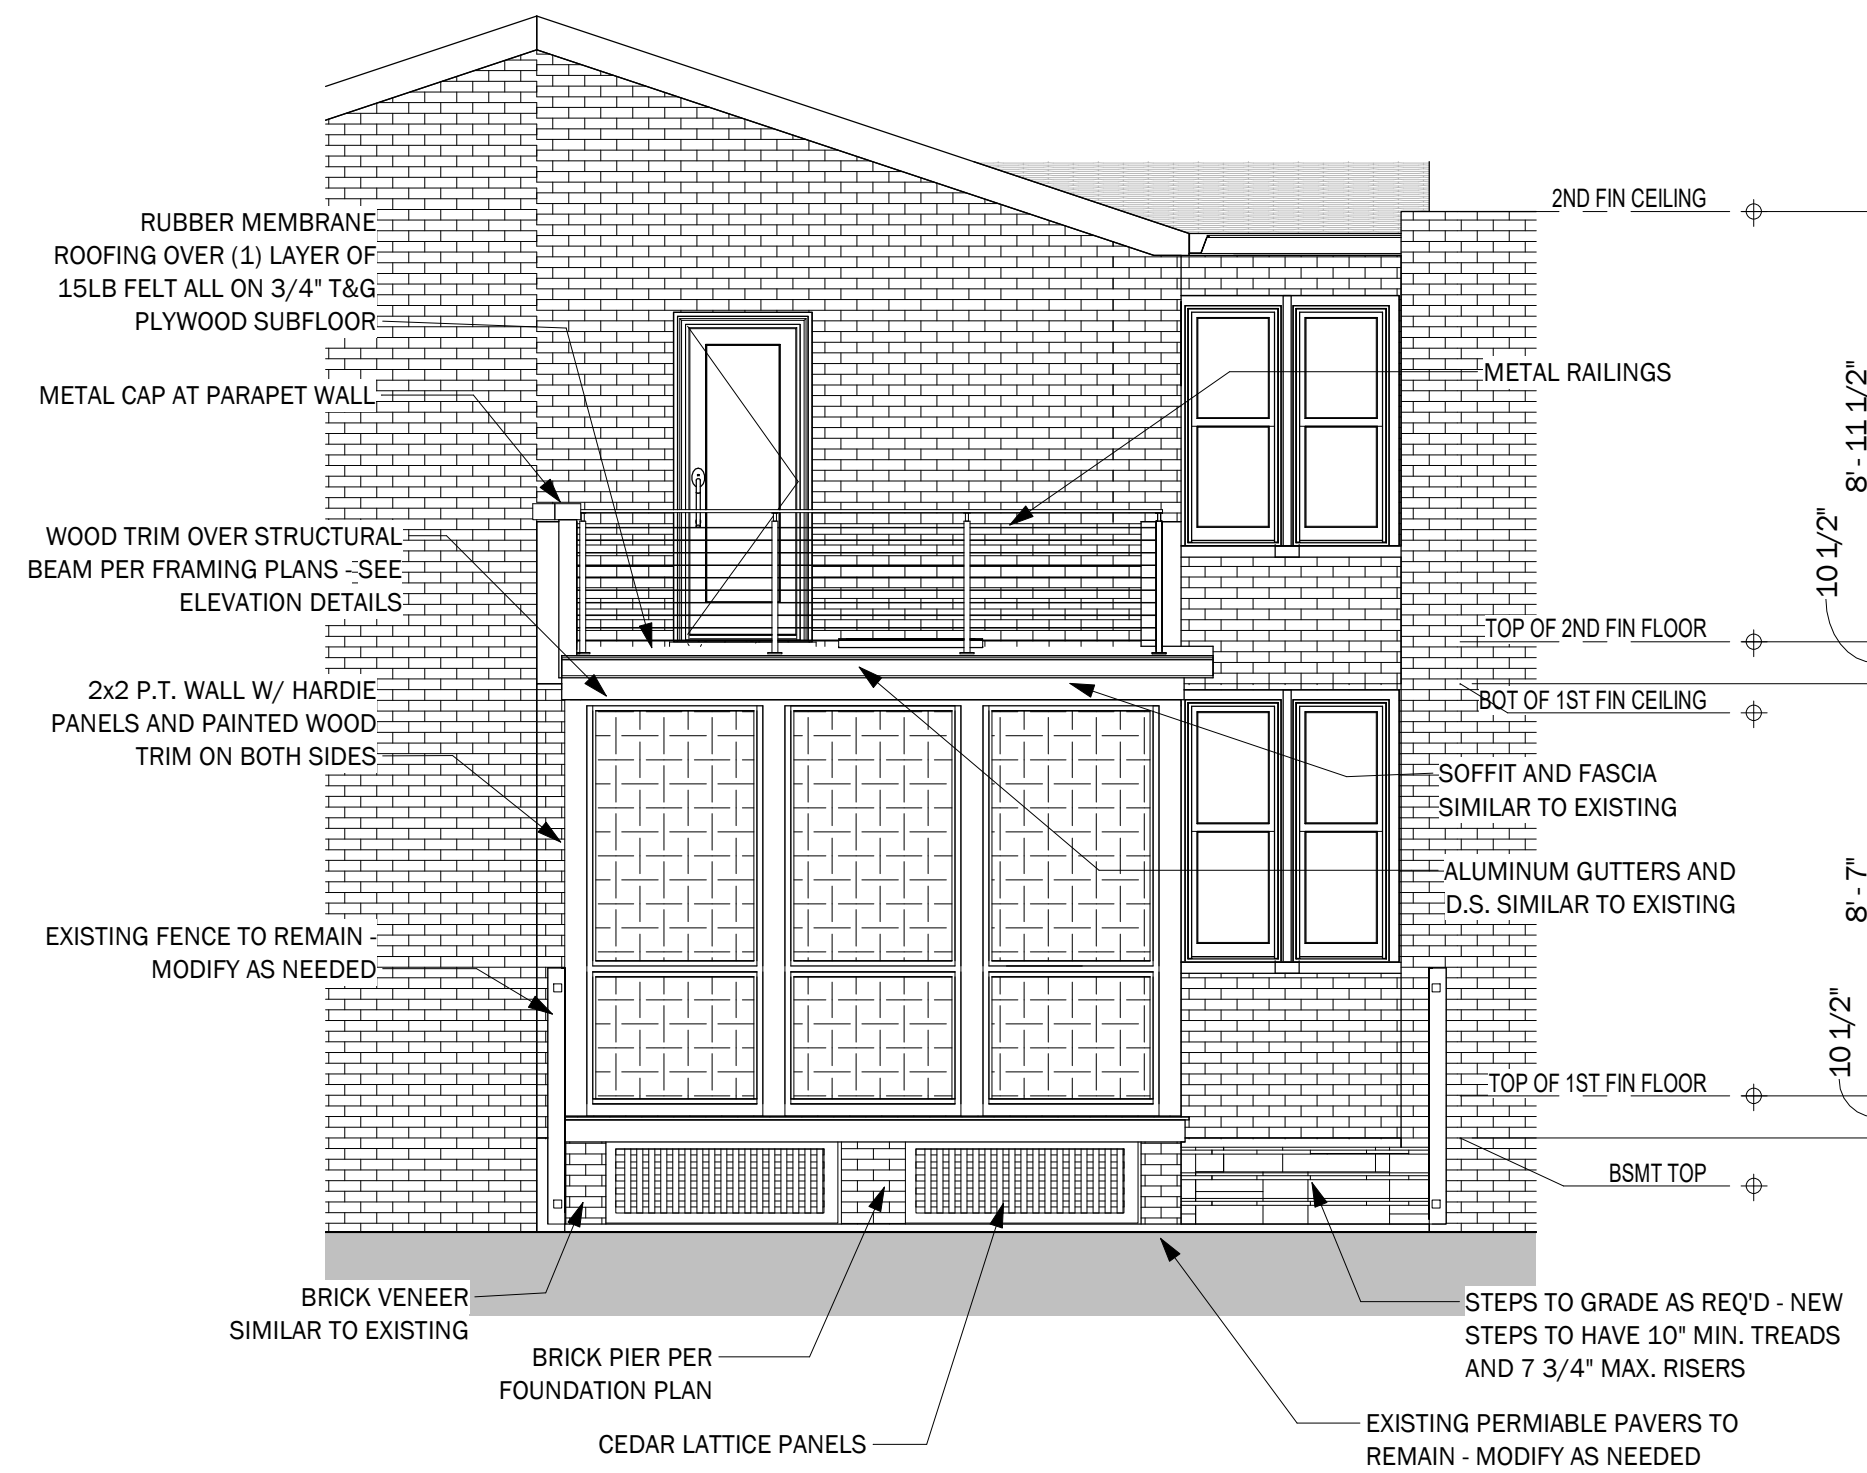 RUBBER MEMBRANE
ROOFING OVER (1) LAYER OF
15LB FELT ALL ON 3/4" T&G
PLYWOOD SUBFLOOR
METAL CAP AT PARAPET WALL
WOOD TRIM OVER STRUCTURAL
BEAM PER FRAMING PLANS - SEE
ELEVATION DETAILS
2x2 P.T. WALL W/ HARDIE
PANELS AND PAINTED WOOD
TRIM ON BOTH SIDES
EXISTING FENCE TO REMAIN -
MODIFY AS NEEDED
BRICK VENEER
SIMILAR TO EXISTING
BRICK PIER PER
FOUNDATION PLAN
CEDAR LATTICE PANELS
2ND FIN CEILING
METAL RAILINGS
8' - 11 1/2"
10 1/2"
TOP OF 2ND FIN FLOOR
BOT OF 1ST FIN CEILING
SOFFIT AND FASCIA
SIMILAR TO EXISTING
ALUMINUM GUTTERS AND
D.S. SIMILAR TO EXISTING
8' - 7"
10 1/2"
TOP OF 1ST FIN FLOOR
BSMT TOP
STEPS TO GRADE AS REQ'D - NEW
STEPS TO HAVE 10" MIN. TREADS
AND 7 3/4" MAX. RISERS
EXISTING PERMIABLE PAVERS TO
REMAIN - MODIFY AS NEEDED